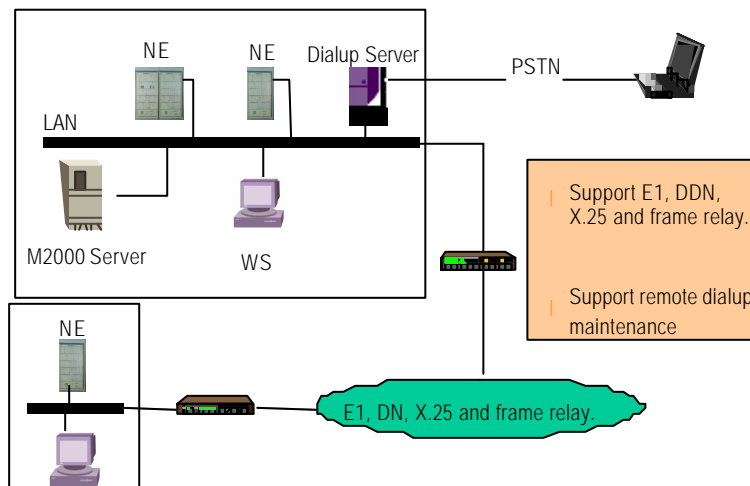 NE
NE
Dialup Server
PSTN
LAN
M2000 Server
WS
Support E1, DDN,
X.25 and frame relay.
Support remote dialup
maintenance
NE
E1, DN, X.25 and frame relay.